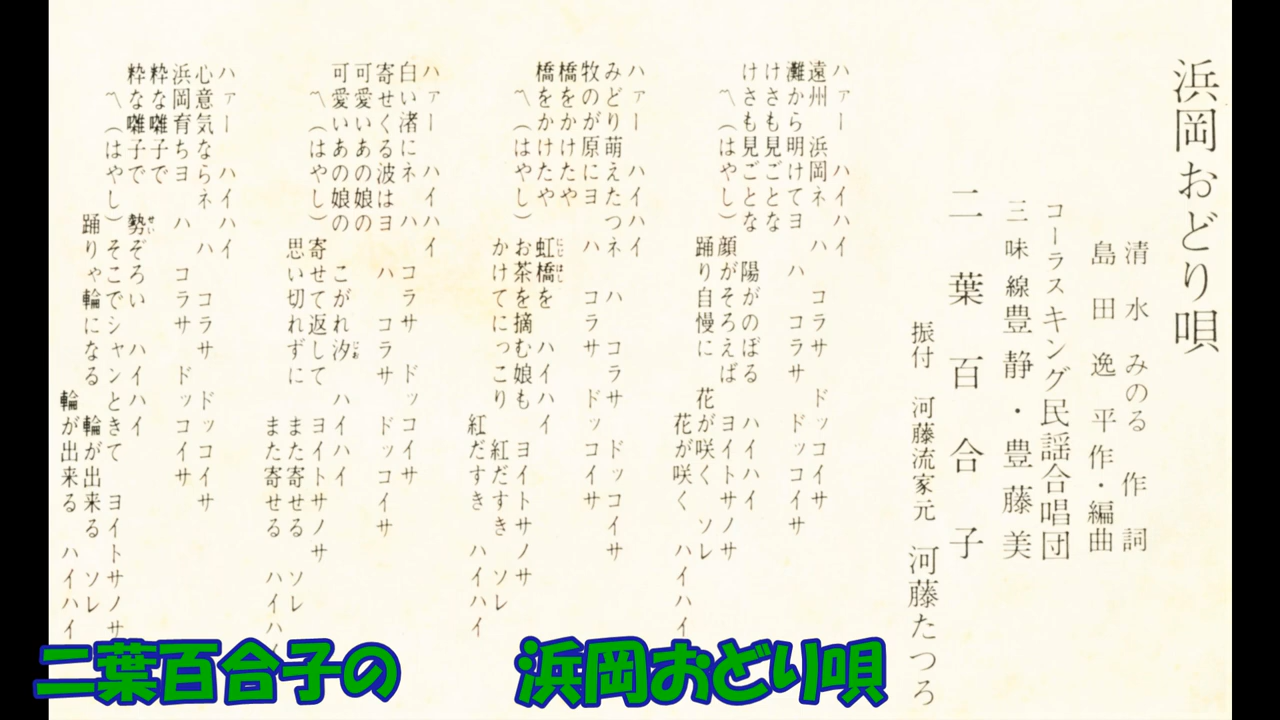 浜岡おどり唄
清水 みのる 作詞
島田 逸平 作・編曲
コーラス キング民謡合唱団
三味線 豊静・豊藤美
二葉百合子
振付 河藤流家元 河藤たつろ
ハァー ハイハイ
遠州 浜岡ネ ハ コラサ ドッコイサ
灘から明けてヨ ハ コラサ ドッコイサ
けさも見ごとな
けさも見ごとな 陽がのぼる ハイハイ
〽(はやし) 顔がそろえば ヨイトサノサ
踊り自慢に 花が咲く ソレ
花が咲く ハイハイ
ハァー ハイハイ
みどり萌えたつネ ハ コラサ ドッコイサ
牧のが原にヨ ハ コラサ ドッコイサ
橋をかけたや
橋をかけたや 虹橋を ハイハイ
〽(はやし) お茶を摘む娘も ヨイトサノサ
かけてにっこり 紅だすき ソレ
紅だすき ハイハイ
ハァー ハイハイ
白い渚にネ ハ コラサ ドッコイサ
寄せくる波はヨ ハ コラサ ドッコイサ
可愛いあの娘の
可愛いあの娘の こがれ汐 ハイハイ
〽(はやし) 寄せて返して ヨイトサノサ
思い切れずに また寄せる ソレ
また寄せる ハイハイ
ハァー ハイハイ
心意気ならネ ハ コラサ ドッコイサ
浜岡育ちヨ ハ コラサ ドッコイサ
粋な囃子で
粋な囃子で 勢ぞろい ハイハイ
〽(はやし) そこでシャンときて ヨイトサノサ
踊りゃ輪になる 輪が出来る ソレ
輪が出来る ハイハイ
二葉百合子の 浜岡おどり唄